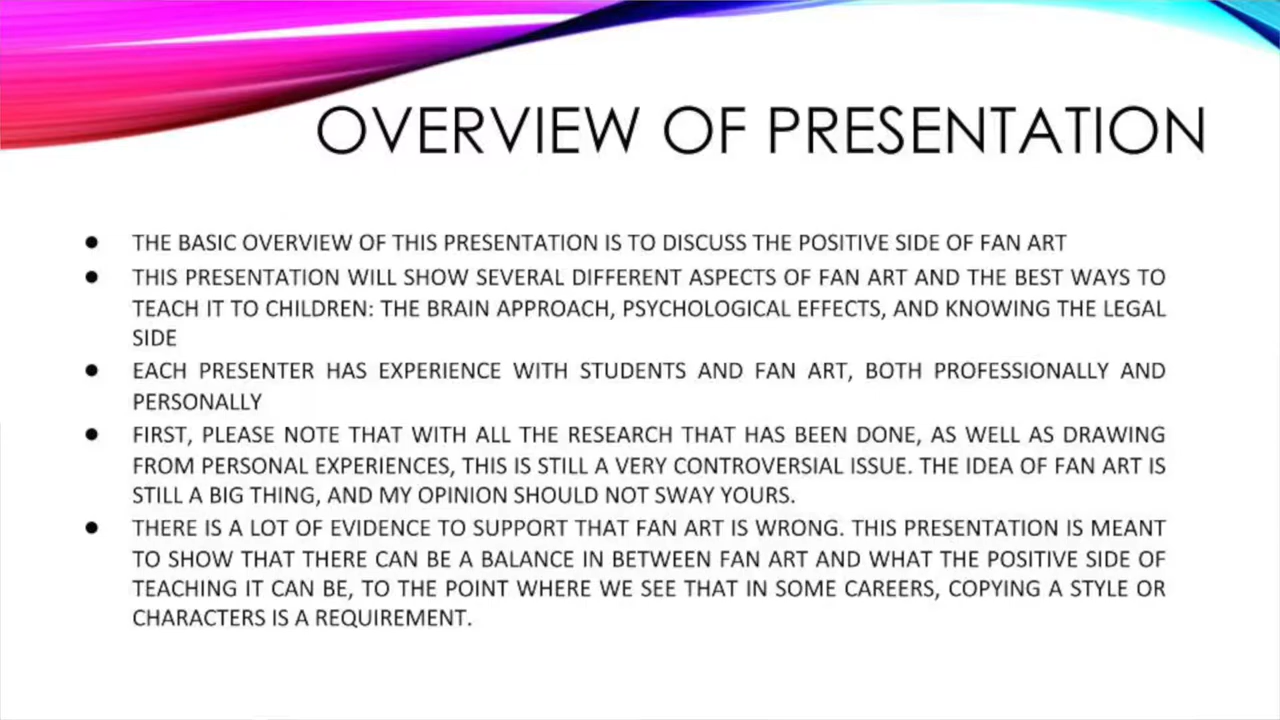 OVERVIEW OF PRESENTATION
● THE BASIC OVERVIEW OF THIS PRESENTATION IS TO DISCUSS THE POSITIVE SIDE OF FAN ART
● THIS PRESENTATION WILL SHOW SEVERAL DIFFERENT ASPECTS OF FAN ART AND THE BEST WAYS TO
TEACH IT TO CHILDREN: THE BRAIN APPROACH, PSYCHOLOGICAL EFFECTS, AND KNOWING THE LEGAL
SIDE
● EACH PRESENTER HAS EXPERIENCE WITH STUDENTS AND FAN ART, BOTH PROFESSIONALLY AND
PERSONALLY
● FIRST, PLEASE NOTE THAT WITH ALL THE RESEARCH THAT HAS BEEN DONE, AS WELL AS DRAWING
FROM PERSONAL EXPERIENCES, THIS IS STILL A VERY CONTROVERSIAL ISSUE. THE IDEA OF FAN ART IS
STILL A BIG THING, AND MY OPINION SHOULD NOT SWAY YOURS.
● THERE IS A LOT OF EVIDENCE TO SUPPORT THAT FAN ART IS WRONG. THIS PRESENTATION IS MEANT
TO SHOW THAT THERE CAN BE A BALANCE IN BETWEEN FAN ART AND WHAT THE POSITIVE SIDE OF
TEACHING IT CAN BE, TO THE POINT WHERE WE SEE THAT IN SOME CAREERS, COPYING A STYLE OR
CHARACTERS IS A REQUIREMENT.